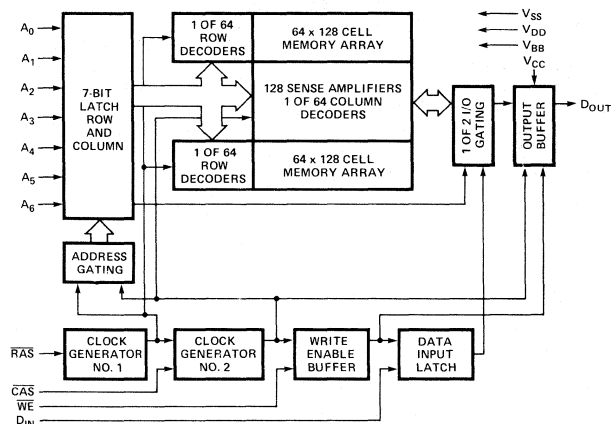 A0
A1
A2
A3
A4
A5
A6
7-BIT
LATCH
ROW
AND
COLUMN
1 OF 64
ROW
DECODERS
64 x 128 CELL
MEMORY ARRAY
128 SENSE AMPLIFIERS
1 OF 64 COLUMN
DECODERS
1 OF 64
ROW
DECODERS
64 x 128 CELL
MEMORY ARRAY
1 OF 2 I/O
GATING
OUTPUT
BUFFER
VSS
VDD
VBB
VCC
DOUT
ADDRESS
GATING
RAS
CLOCK
GENERATOR
NO. 1
CLOCK
GENERATOR
NO. 2
WRITE
ENABLE
BUFFER
DATA
INPUT
LATCH
CAS
WE
DIN